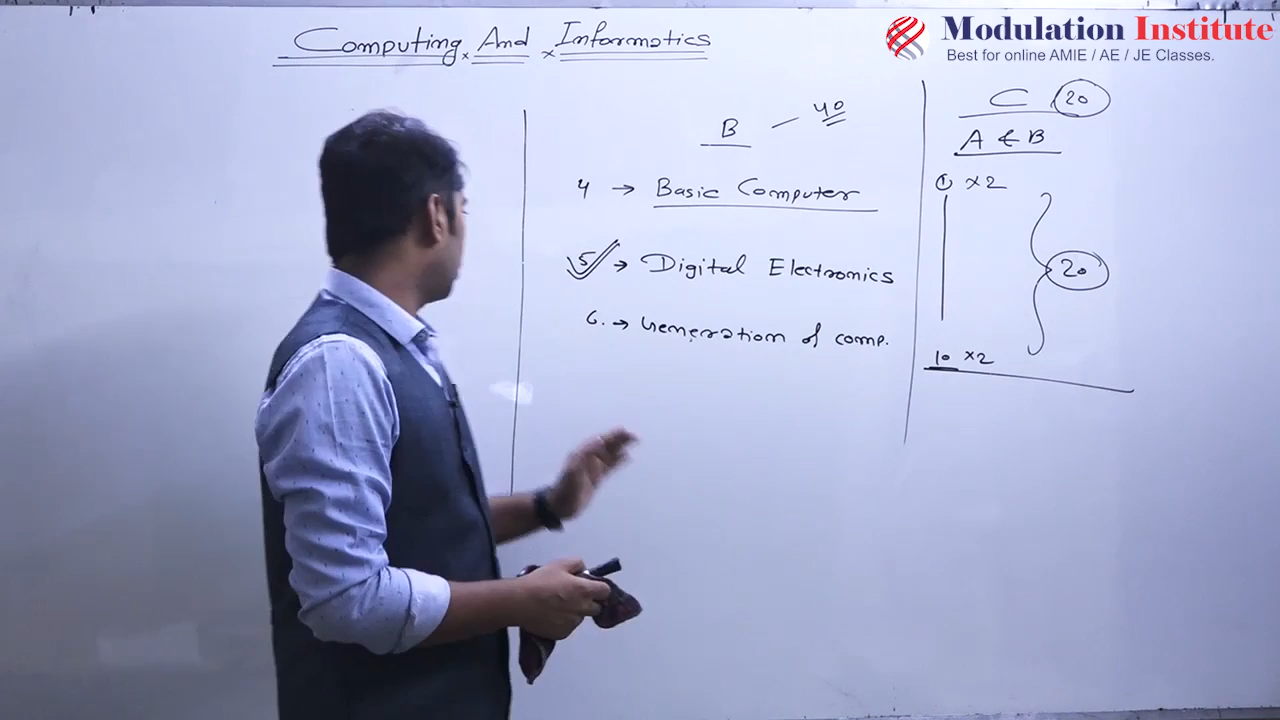 Modulation Institute
Best for online AMIE / AE / JE Classes.
Computing And Informatics
B — 40
4 → Basic Computer
5 → Digital Electronics
6. → Generation of comp.
C 20
A & B
① ×2
20
10 ×2